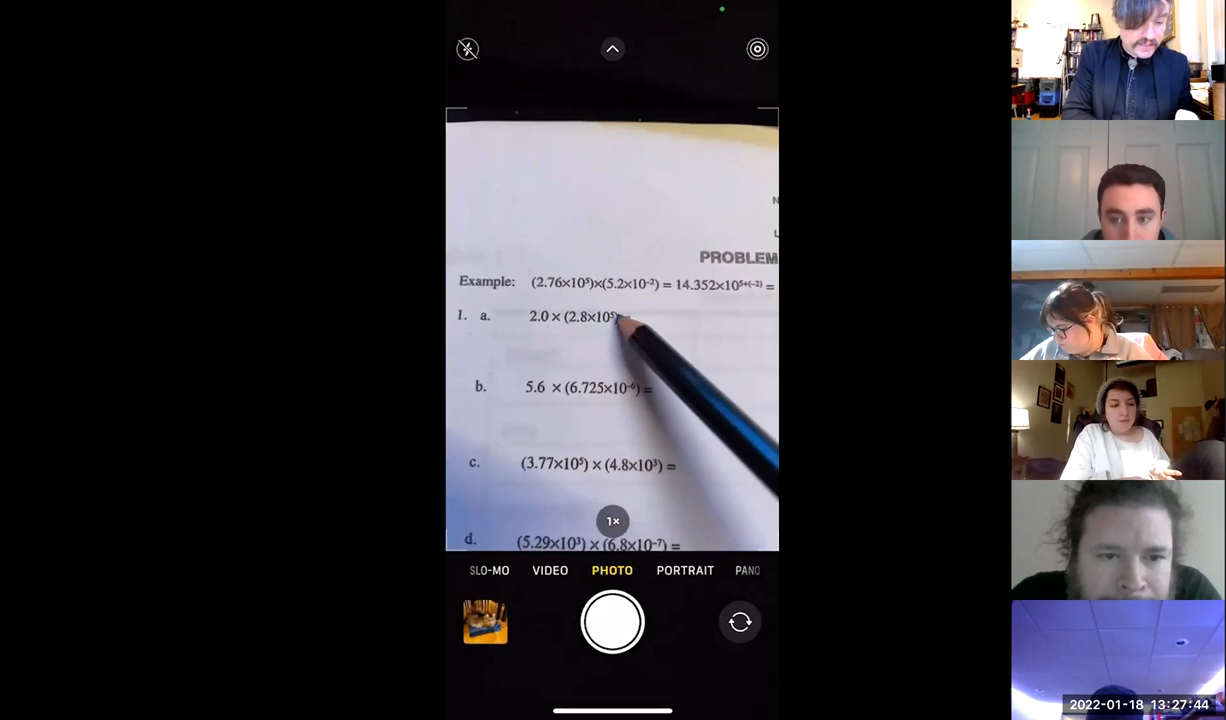 PROBLEM
Example: (2.76×10⁵)×(5.2×10⁻²) = 14.352×10⁵⁺⁽⁻²⁾ =
1. a. 2.0 × (2.8×10⁵) =
b. 5.6 × (6.725×10⁻⁶) =
c. (3.77×10⁵) × (4.8×10³) =
d. (5.29×10³) × (6.8×10⁻⁷) =
1×
SLO-MO VIDEO PHOTO PORTRAIT PANO
2022-01-18 13:27:44